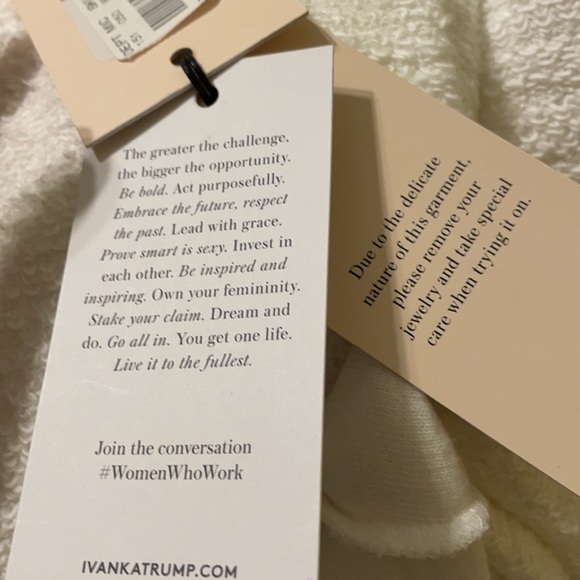 DEPT MIC
The greater the challenge,
the bigger the opportunity.
Be bold. Act purposefully.
Embrace the future, respect
the past. Lead with grace.
Prove smart is sexy. Invest in
each other. Be inspired and
inspiring. Own your femininity.
Stake your claim. Dream and
do. Go all in. You get one life.
Live it to the fullest.
Join the conversation
#WomenWhoWork
IVANKATRUMP.COM
Due to the delicate
nature of this garment,
please remove your
jewelry and take special
care when trying it on.